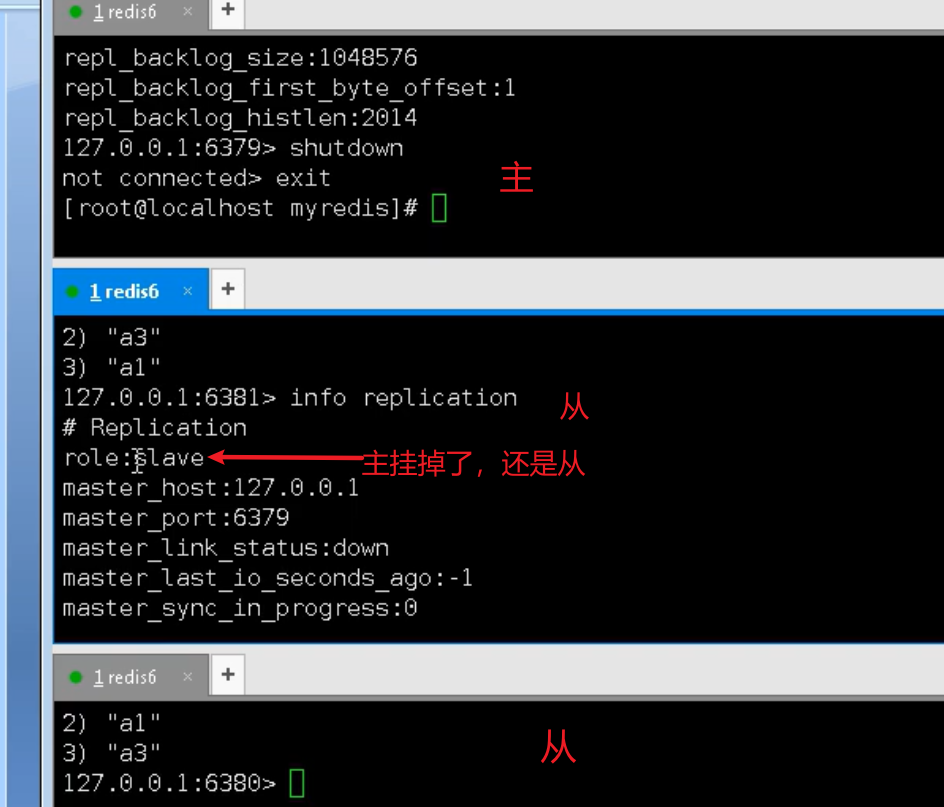 1 redis6 × +
repl_backlog_size:1048576
repl_backlog_first_byte_offset:1
repl_backlog_histlen:2014
127.0.0.1:6379> shutdown
not connected> exit
主
[root@localhost myredis]#
1 redis6 × +
2) "a3"
3) "a1"
127.0.0.1:6381> info replication
从
# Replication
role:slave
主挂掉了，还是从
master_host:127.0.0.1
master_port:6379
master_link_status:down
master_last_io_seconds_ago:-1
master_sync_in_progress:0
1 redis6 × +
2) "a1"
3) "a3"
从
127.0.0.1:6380>